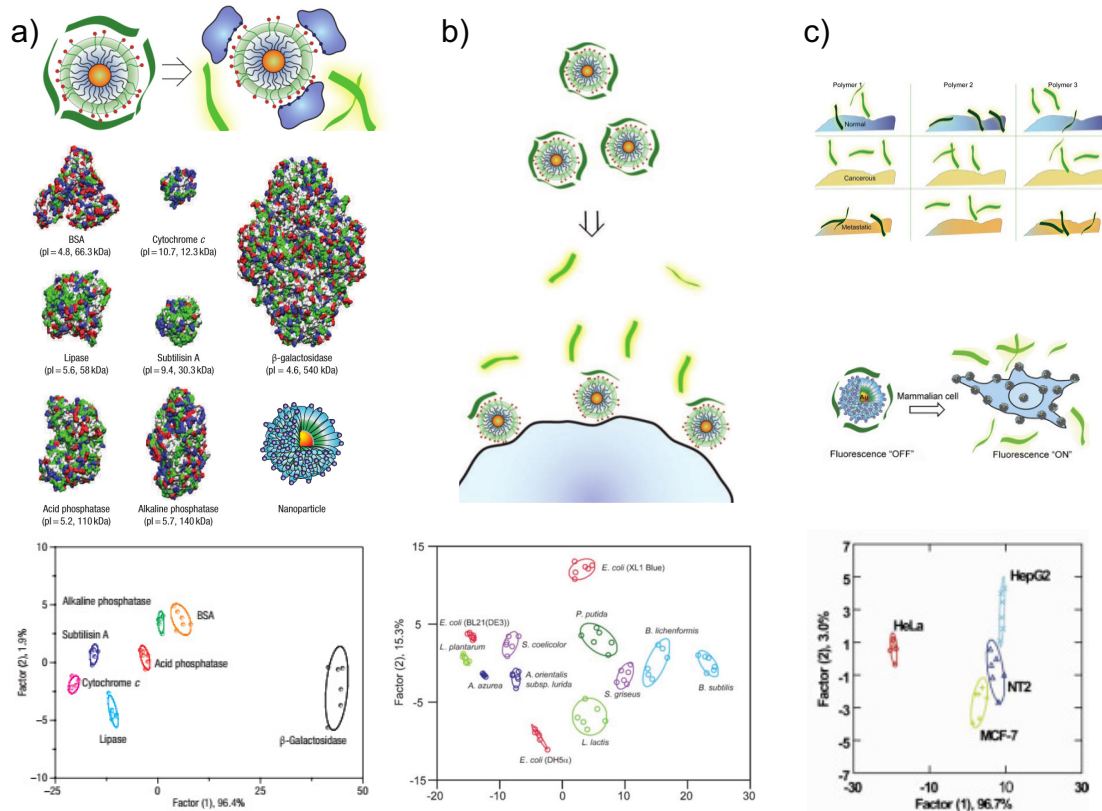 a)
BSA
(pI = 4.8, 66.3 kDa)
Cytochrome c
(pI = 10.7, 12.3 kDa)
Lipase
(pI = 5.6, 58 kDa)
Subtilisin A
(pI = 9.4, 30.3 kDa)
β-galactosidase
(pI = 4.6, 540 kDa)
Acid phosphatase
(pI = 5.2, 110 kDa)
Alkaline phosphatase
(pI = 5.7, 140 kDa)
Nanoparticle
10
5
0
−5
−10
Factor (2), 1.9%
Alkaline phosphatase
BSA
Subtilisin A
Acid phosphatase
Cytochrome c
Lipase
β-Galactosidase
−25
0
25
50
Factor (1), 96.4%
b)
15
5
-5
-15
Factor (2), 15.3%
E. coli (XL1 Blue)
E. coli (BL21(DE3))
L. plantarum
S. coelicolor
P. putida
B. lichenformis
A. azurea
A. orientalis
subsp. lurida
S. griseus
B. subtilis
L. lactis
E. coli (DH5α)
-20
-10
0
10
20
30
c)
Polymer 1
Polymer 2
Polymer 3
Normal
Cancerous
Metastatic
Au
Mammalian cell
Fluorescence "OFF"
Fluorescence "ON"
7
5
3
1
-1
-3
-5
-7
Factor (2), 3.0%
HepG2
HeLa
NT2
MCF-7
-30
-10
10
30
Factor (1), 96.7%